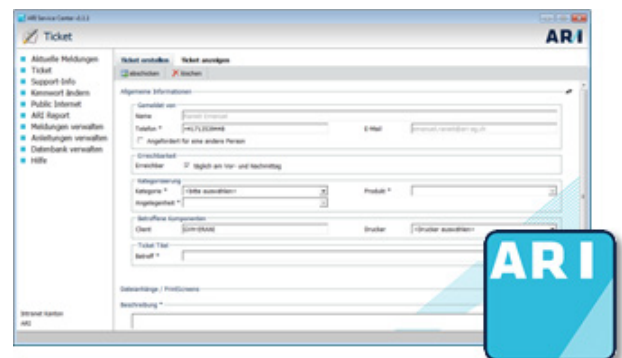 ARI Service Center v3.3.3
Ticket
ARI
Aktuelle Meldungen
Ticket
Support-Info
Kennwort ändern
Public Internet
ARI Report
Meldungen verwalten
Anleitungen verwalten
Datenbank verwalten
Hilfe
Intranet Kanton
ARI
Ticket erstellen Ticket anzeigen
abschicken löschen
Allgemeine Informationen
Gemeldet von
Name
Telefon * E-Mail
Angefordert für eine andere Person
Erreichbarkeit
Erreichbar täglich am Vor- und Nachmittag
Kategorisierung
Kategorie * <bitte auswählen> Produkt *
Angelegenheit *
Betroffene Komponenten
Client Drucker <Drucker auswählen>
Ticket Titel
Betreff *
Dateianhänge / PrintScreens
Beschreibung *
ARI